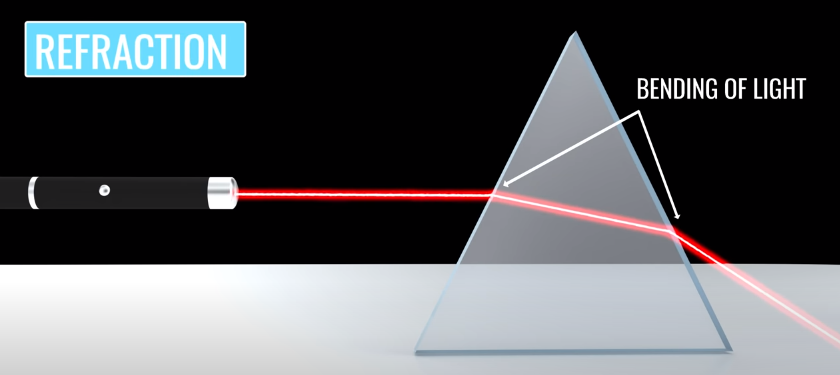 REFRACTION
BENDING OF LIGHT